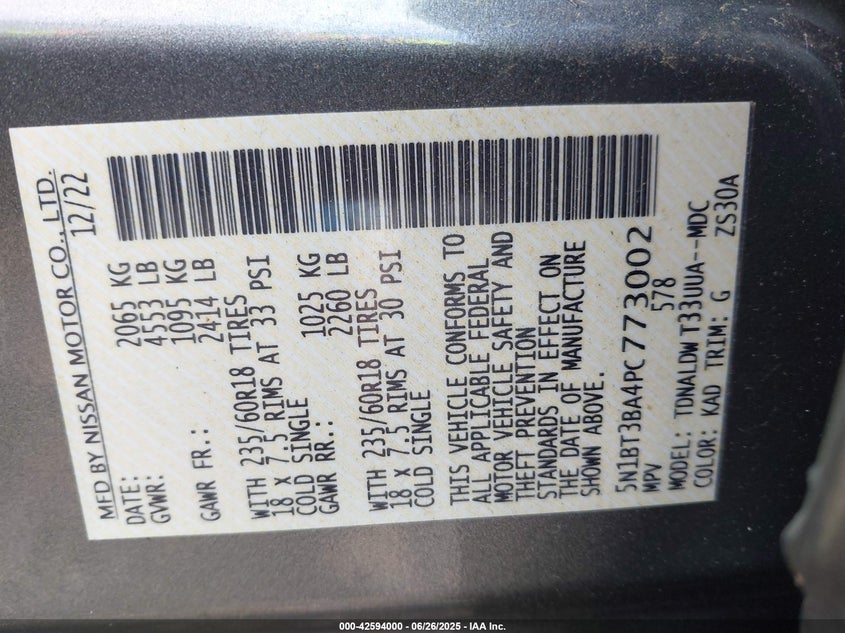 MFD BY NISSAN MOTOR CO., LTD.
DATE: 12/22
GVWR: 2065 KG
4553 LB
1095 KG
GAWR FR.: 2414 LB
WITH 235/60R18 TIRES
18 X 7.5 RIMS AT 33 PSI
COLD SINGLE
GAWR RR.: 1025 KG
2260 LB
WITH 235/60R18 TIRES
18 X 7.5 RIMS AT 30 PSI
COLD SINGLE
THIS VEHICLE CONFORMS TO
ALL APPLICABLE FEDERAL
MOTOR VEHICLE SAFETY AND
THEFT PREVENTION
STANDARDS IN EFFECT ON
THE DATE OF MANUFACTURE
SHOWN ABOVE.
5N1BT3BA4PC773002
MPV 578
MODEL: TDNALDW T33UUA--MDC
COLOR: KAD TRIM: G ZS30A
000-42594000 - 06/26/2025 - IAA Inc.